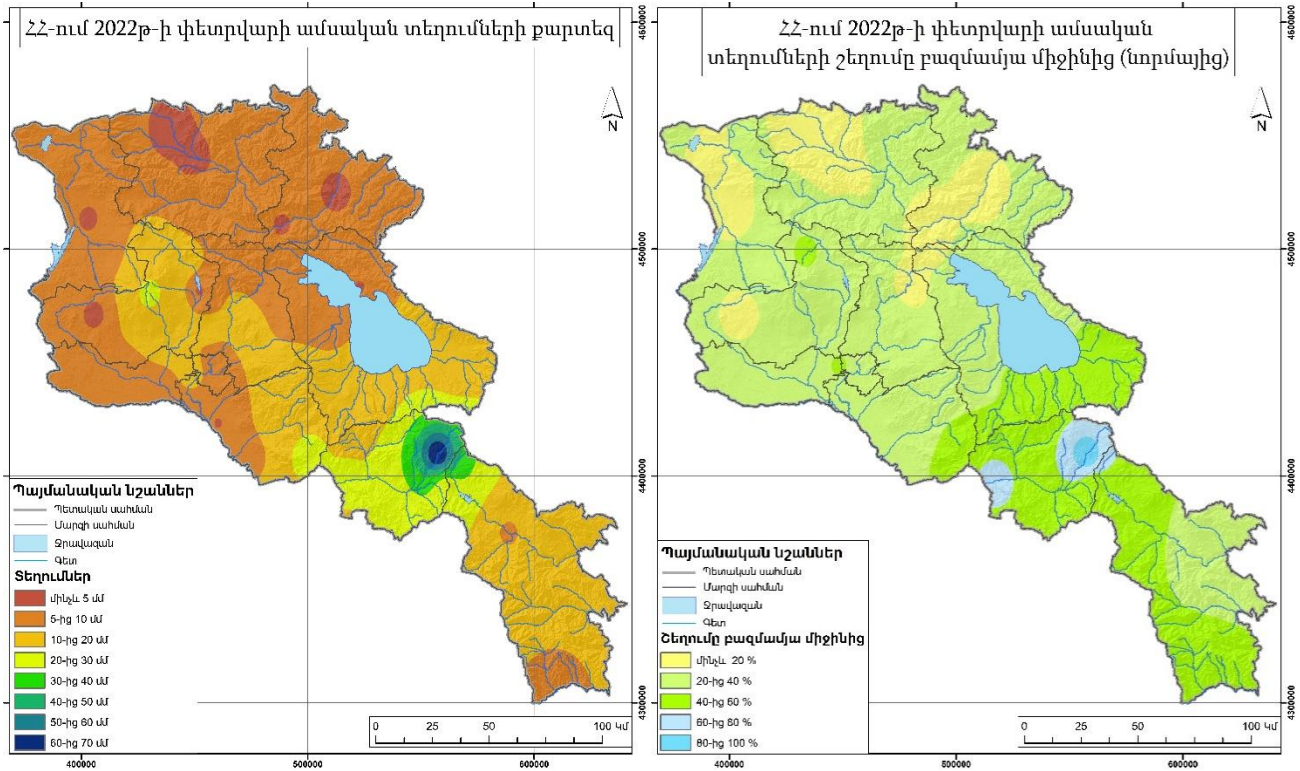 ՀՀ-ում 2022թ-ի փետրվարի ամսական տեղումների քարտեզ
N
Պայմանական նշաններ
Պետական սահման
Մարզի սահման
Ջրավազան
Գետ
Տեղումներ
մինչև 5 մմ
5-ից 10 մմ
10-ից 20 մմ
20-ից 30 մմ
30-ից 40 մմ
40-ից 50 մմ
50-ից 60 մմ
60-ից 70 մմ
0 25 50 100 ԿՄ
400000 500000 600000
4600000
4500000
4400000
4300000
ՀՀ-ում 2022թ-ի փետրվարի ամսական
տեղումների շեղումը բազմամյա միջինից (նորմայից)
N
Պայմանական նշաններ
Պետական սահման
Մարզի սահման
Ջրավազան
Գետ
Շեղումը բազմամյա միջինից
մինչև 20 %
20-ից 40 %
40-ից 60 %
60-ից 80 %
80-ից 100 %
0 25 50 100 ԿՄ
400000 500000 600000
4600000
4500000
4400000
4300000